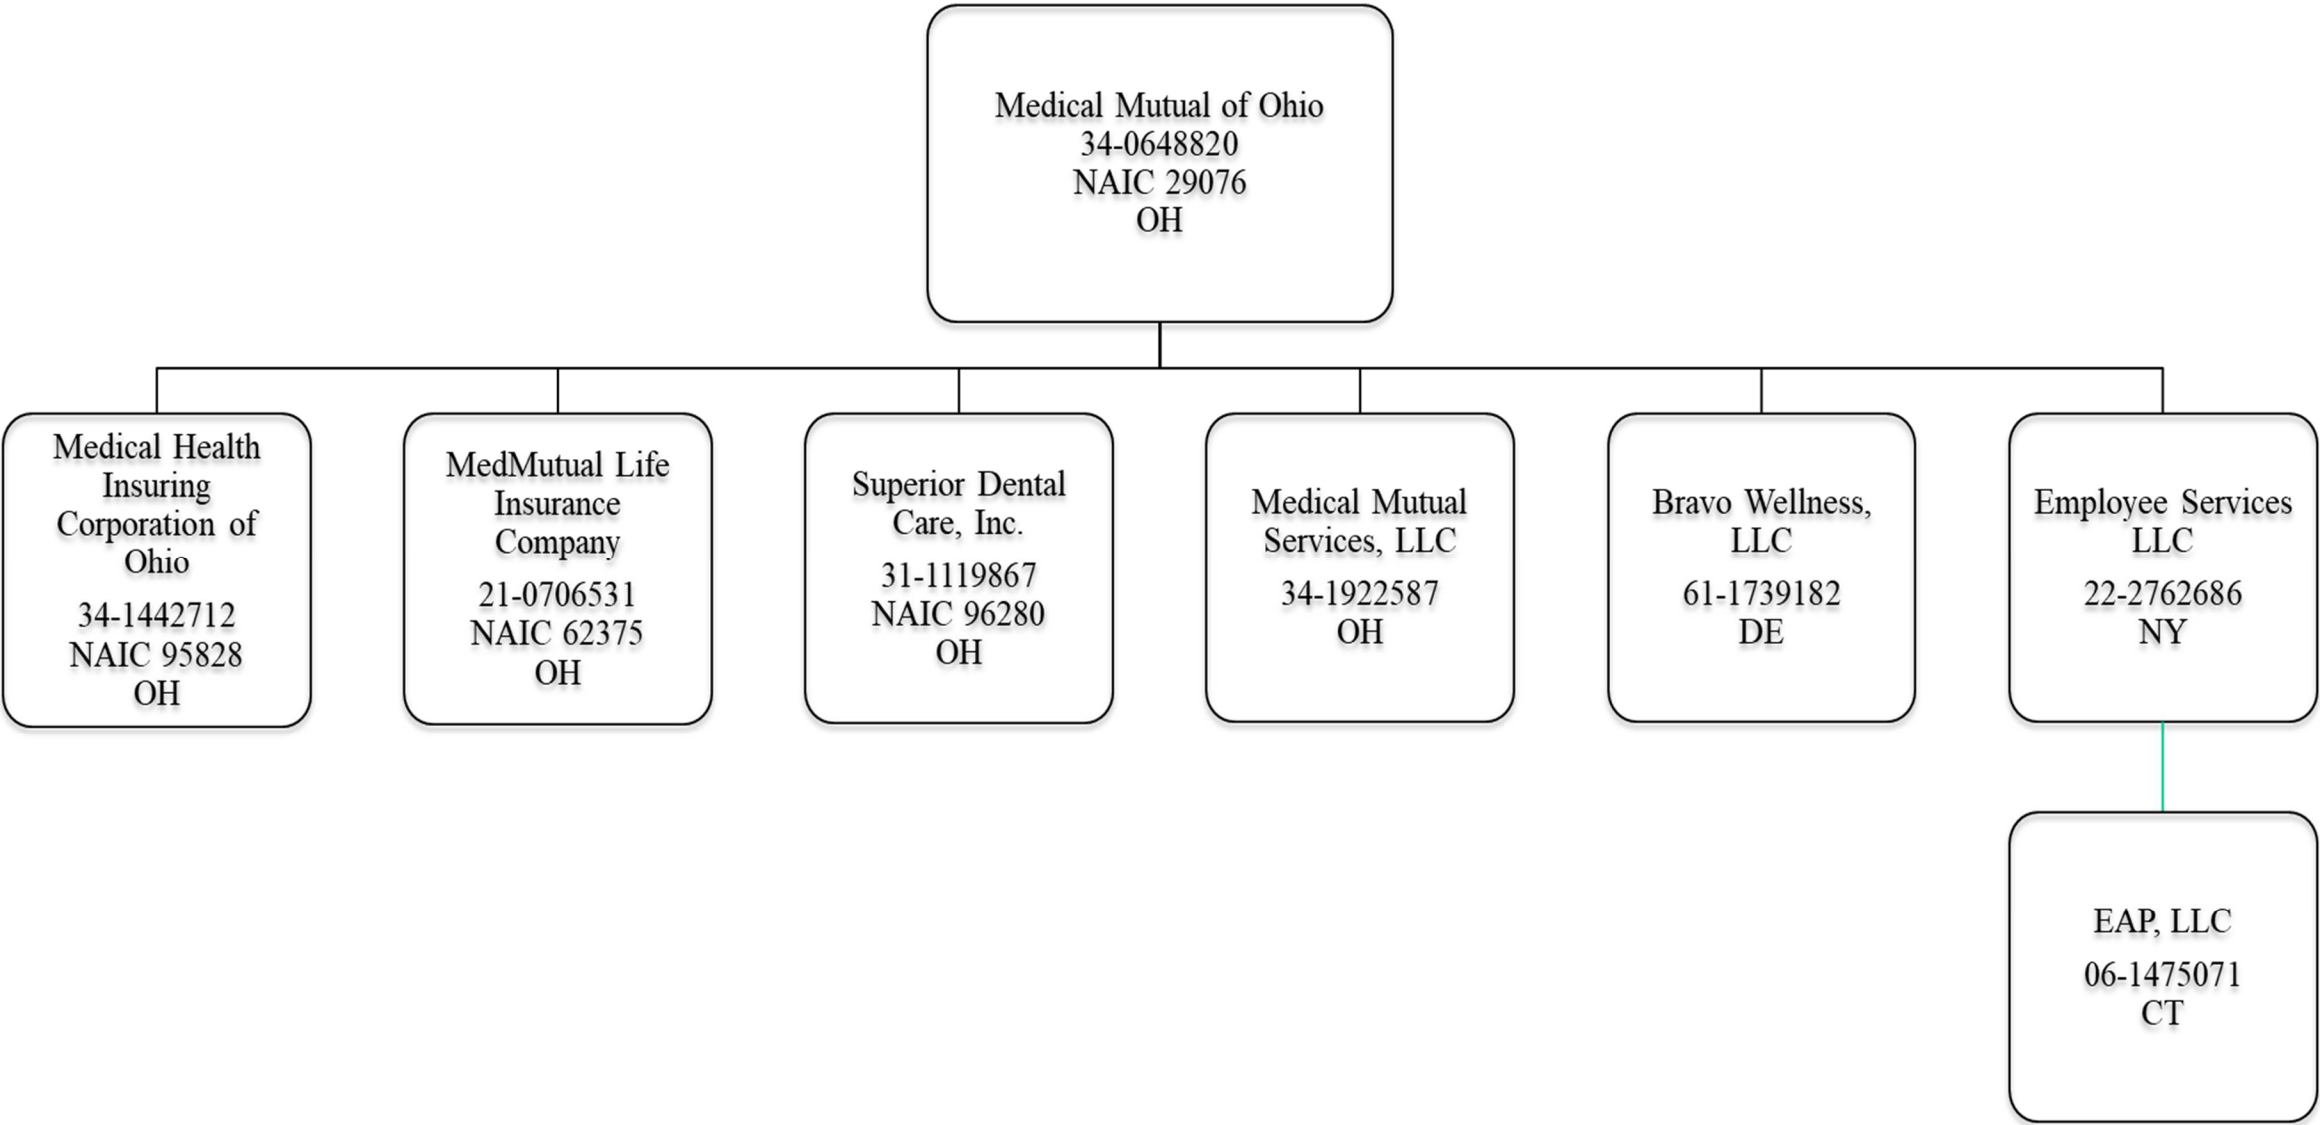 Medical Mutual of Ohio
34-0648820
NAIC 29076
OH
Medical Health
Insuring
Corporation of
Ohio
34-1442712
NAIC 95828
OH
MedMutual Life
Insurance
Company
21-0706531
NAIC 62375
OH
Superior Dental
Care, Inc.
31-1119867
NAIC 96280
OH
Medical Mutual
Services, LLC
34-1922587
OH
Bravo Wellness,
LLC
61-1739182
DE
Employee Services
LLC
22-2762686
NY
EAP, LLC
06-1475071
CT